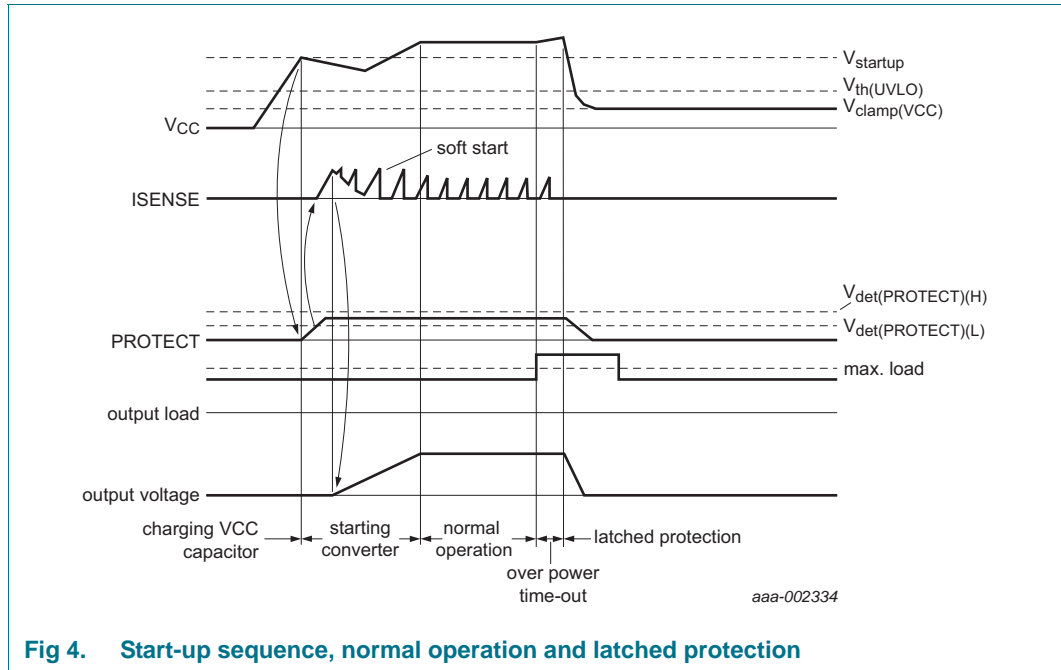 Vstartup
Vth(UVLO)
Vclamp(VCC)
VCC
soft start
ISENSE
Vdet(PROTECT)(H)
Vdet(PROTECT)(L)
PROTECT
max. load
output load
output voltage
charging VCC
capacitor
starting
converter
normal
operation
latched protection
over power
time-out
aaa-002334
Fig 4. Start-up sequence, normal operation and latched protection